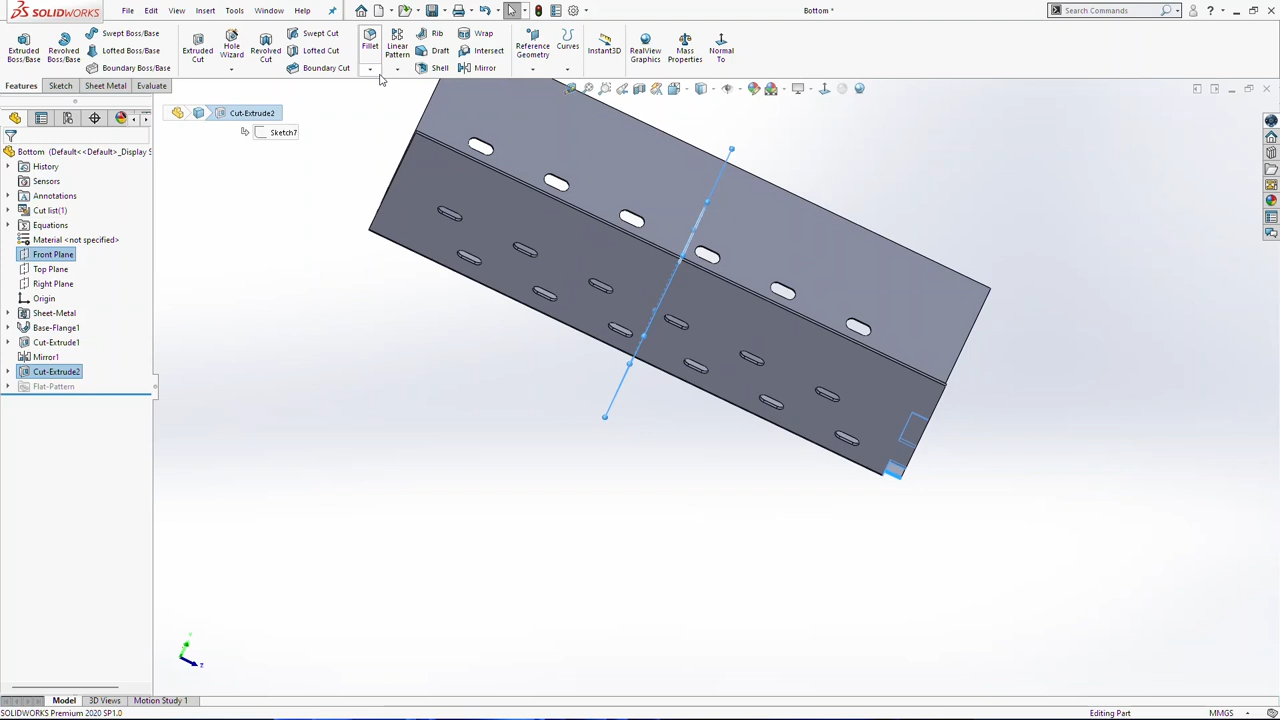 SOLIDWORKS
File Edit View Insert Tools Window Help
Bottom *
Search Commands
Extruded Boss/Base
Revolved Boss/Base
Swept Boss/Base
Lofted Boss/Base
Boundary Boss/Base
Extruded Cut
Hole Wizard
Revolved Cut
Swept Cut
Lofted Cut
Boundary Cut
Fillet
Linear Pattern
Rib
Draft
Shell
Wrap
Intersect
Mirror
Reference Geometry
Curves
Instant3D
RealView Graphics
Mass Properties
Normal To
Features Sketch Sheet Metal Evaluate
Cut-Extrude2
Sketch7
Bottom (Default<<Default>_Display S
History
Sensors
Annotations
Cut list(1)
Equations
Material <not specified>
Front Plane
Top Plane
Right Plane
Origin
Sheet-Metal
Base-Flange1
Cut-Extrude1
Mirror1
Cut-Extrude2
Flat-Pattern
Y
Z
Model 3D Views Motion Study 1
SOLIDWORKS Premium 2020 SP1.0
Editing Part
MMGS